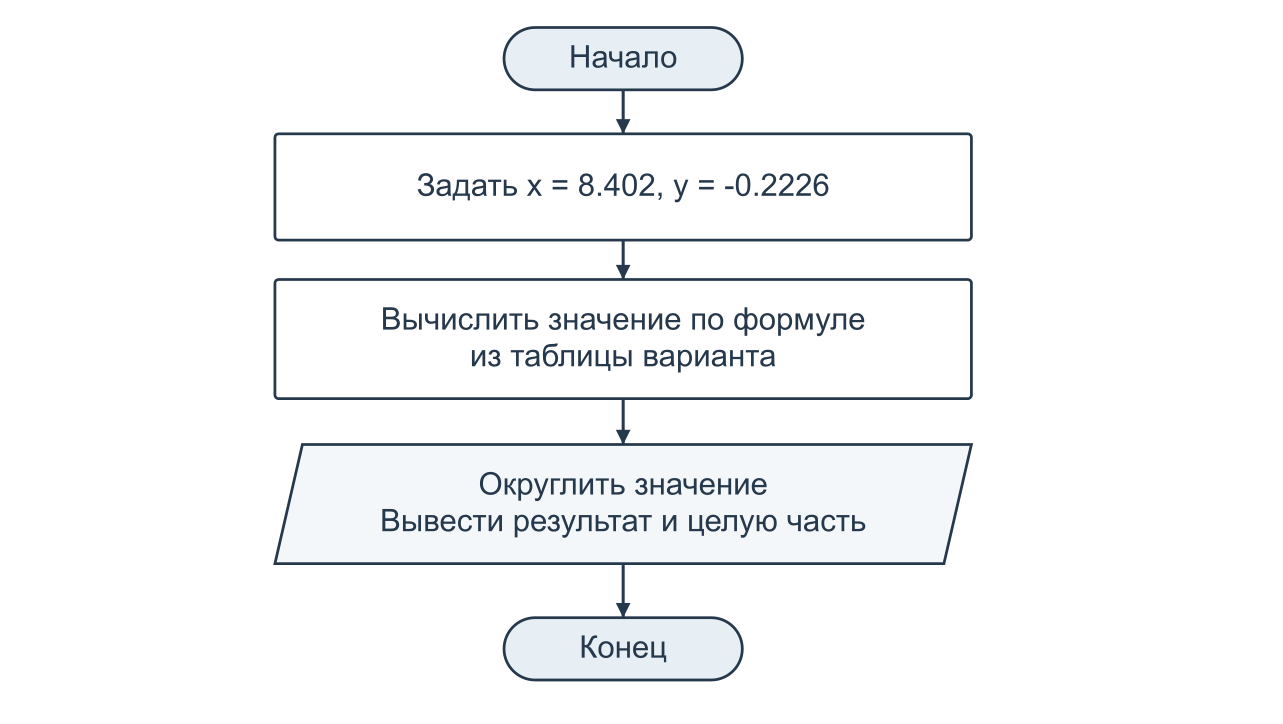 Начало
Задать x = 8.402, y = -0.2226
Вычислить значение по формуле
из таблицы варианта
Округлить значение
Вывести результат и целую часть
Конец